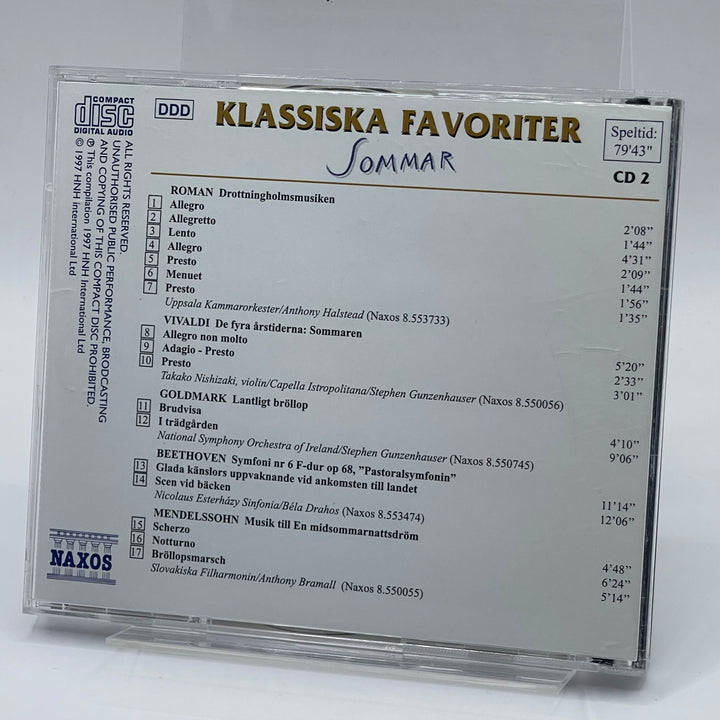 COMPACT
disc
DIGITAL AUDIO
DDD
KLASSISKA FAVORITER
SOMMAR
Speltid:
79'43"
CD 2
ROMAN Drottningholmsmusiken
1 Allegro 2'08"
2 Allegretto 1'44"
3 Lento 4'31"
4 Allegro 2'09"
5 Presto 1'44"
6 Menuet 1'56"
7 Presto 1'35"
Uppsala Kammarorkester/Anthony Halstead (Naxos 8.553733)
VIVALDI De fyra årstiderna: Sommaren
8 Allegro non molto 5'20"
9 Adagio - Presto 2'33"
10 Presto 3'01"
Takako Nishizaki, violin/Capella Istropolitana/Stephen Gunzenhauser (Naxos 8.550056)
GOLDMARK Lantligt bröllop
11 Brudvisa 4'10"
12 I trädgården 9'06"
National Symphony Orchestra of Ireland/Stephen Gunzenhauser (Naxos 8.550745)
BEETHOVEN Symfoni nr 6 F-dur op 68, "Pastoralsymfonin"
13 Glada känslors uppvaknande vid ankomsten till landet 11'14"
14 Seen vid bäcken 12'06"
Nicolaus Esterházy Sinfonia/Béla Drahos (Naxos 8.553474)
MENDELSSOHN Musik till En midsommarnattsdröm
15 Scherzo 4'48"
16 Notturno 6'24"
17 Bröllopsmarsch 5'14"
Slovakiska Filharmonin/Anthony Bramall (Naxos 8.550055)
ALL RIGHTS RESERVED.
UNAUTHORISED PUBLIC PERFORMANCE, BRODCASTING
AND COPYING OF THIS COMPACT DISC PROHIBITED.
℗ This compilation 1997 HNH International Ltd
© 1997 HNH International Ltd
NAXOS